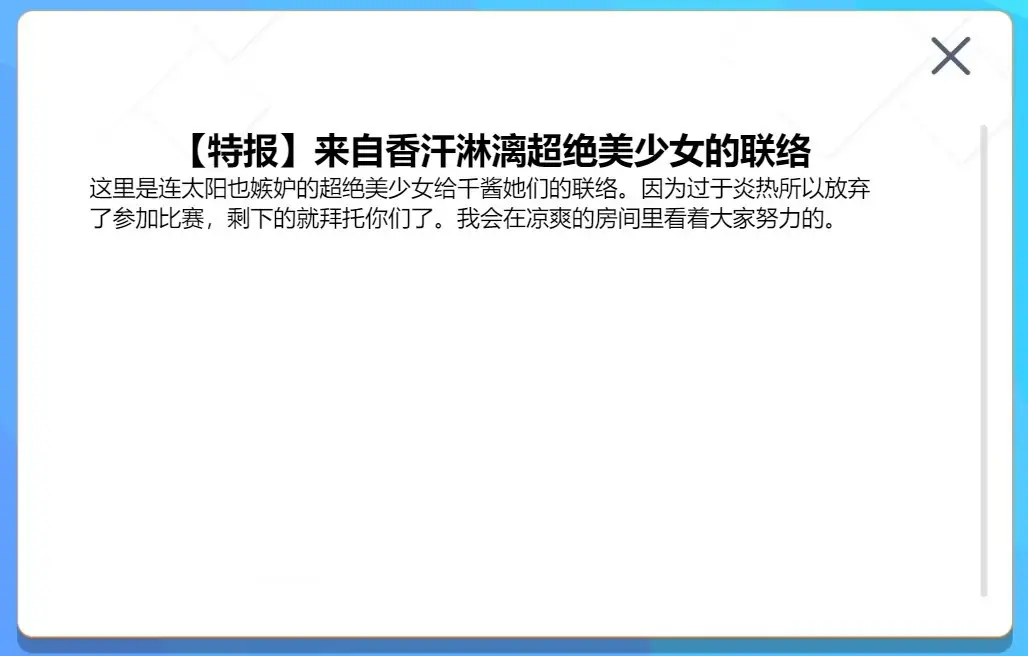 【特报】来自香汗淋漓超绝美少女的联络
这里是连太阳也嫉妒的超绝美少女给千酱她们的联络。因为过于炎热所以放弃
了参加比赛，剩下的就拜托你们了。我会在凉爽的房间里看着大家努力的。